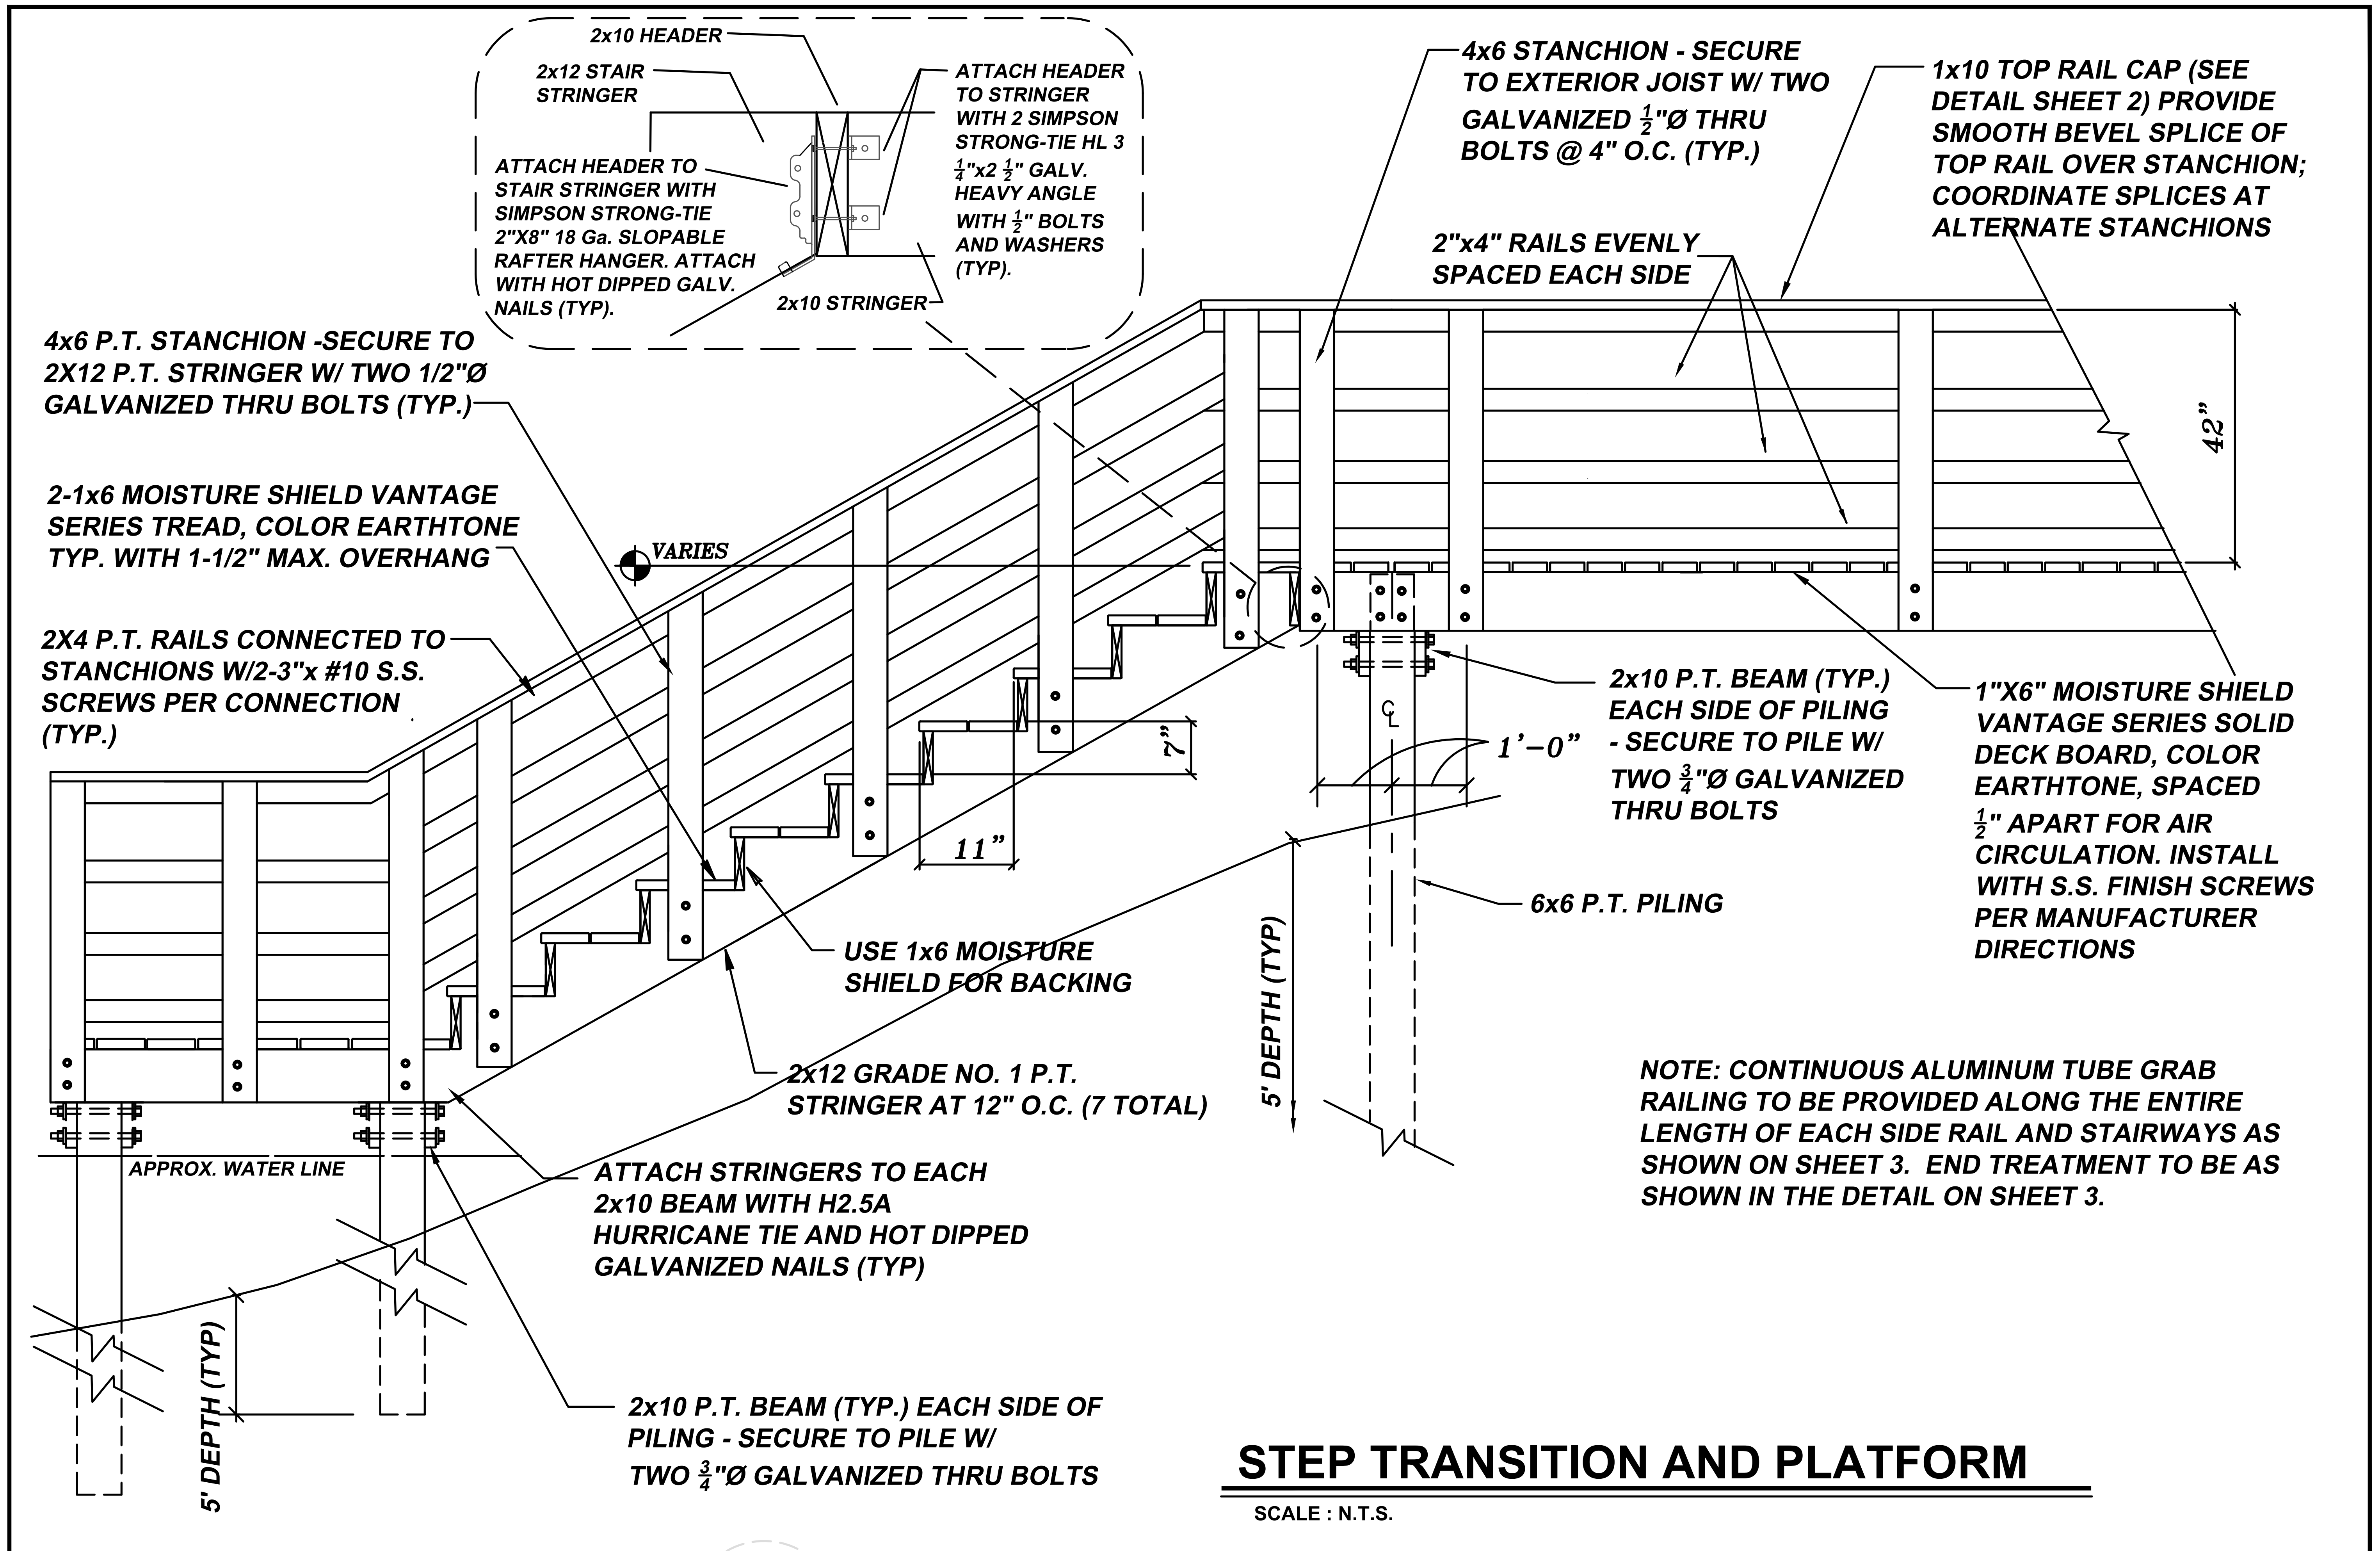 2x10 HEADER
2x12 STAIR
STRINGER
ATTACH HEADER TO
STAIR STRINGER WITH
SIMPSON STRONG-TIE
2"X8" 18 Ga. SLOPABLE
RAFTER HANGER. ATTACH
WITH HOT DIPPED GALV.
NAILS (TYP).
ATTACH HEADER
TO STRINGER
WITH 2 SIMPSON
STRONG-TIE HL 3
1/4"x2 1/2" GALV.
HEAVY ANGLE
WITH 1/2" BOLTS
AND WASHERS
(TYP).
2x10 STRINGER
4x6 STANCHION - SECURE
TO EXTERIOR JOIST W/ TWO
GALVANIZED 1/2"Ø THRU
BOLTS @ 4" O.C. (TYP.)
1x10 TOP RAIL CAP (SEE
DETAIL SHEET 2) PROVIDE
SMOOTH BEVEL SPLICE OF
TOP RAIL OVER STANCHION;
COORDINATE SPLICES AT
ALTERNATE STANCHIONS
2"x4" RAILS EVENLY
SPACED EACH SIDE
4x6 P.T. STANCHION -SECURE TO
2X12 P.T. STRINGER W/ TWO 1/2"Ø
GALVANIZED THRU BOLTS (TYP.)
42"
2-1x6 MOISTURE SHIELD VANTAGE
SERIES TREAD, COLOR EARTHTONE
TYP. WITH 1-1/2" MAX. OVERHANG
VARIES
2X4 P.T. RAILS CONNECTED TO
STANCHIONS W/2-3"x #10 S.S.
SCREWS PER CONNECTION
(TYP.)
7"
11"
℄
1'-0"
2x10 P.T. BEAM (TYP.)
EACH SIDE OF PILING
- SECURE TO PILE W/
TWO 3/4"Ø GALVANIZED
THRU BOLTS
1"X6" MOISTURE SHIELD
VANTAGE SERIES SOLID
DECK BOARD, COLOR
EARTHTONE, SPACED
1/2" APART FOR AIR
CIRCULATION. INSTALL
WITH S.S. FINISH SCREWS
PER MANUFACTURER
DIRECTIONS
6x6 P.T. PILING
USE 1x6 MOISTURE
SHIELD FOR BACKING
5' DEPTH (TYP)
2x12 GRADE NO. 1 P.T.
STRINGER AT 12" O.C. (7 TOTAL)
NOTE: CONTINUOUS ALUMINUM TUBE GRAB
RAILING TO BE PROVIDED ALONG THE ENTIRE
LENGTH OF EACH SIDE RAIL AND STAIRWAYS AS
SHOWN ON SHEET 3. END TREATMENT TO BE AS
SHOWN IN THE DETAIL ON SHEET 3.
APPROX. WATER LINE
ATTACH STRINGERS TO EACH
2x10 BEAM WITH H2.5A
HURRICANE TIE AND HOT DIPPED
GALVANIZED NAILS (TYP)
5' DEPTH (TYP)
2x10 P.T. BEAM (TYP.) EACH SIDE OF
PILING - SECURE TO PILE W/
TWO 3/4"Ø GALVANIZED THRU BOLTS
STEP TRANSITION AND PLATFORM
SCALE : N.T.S.